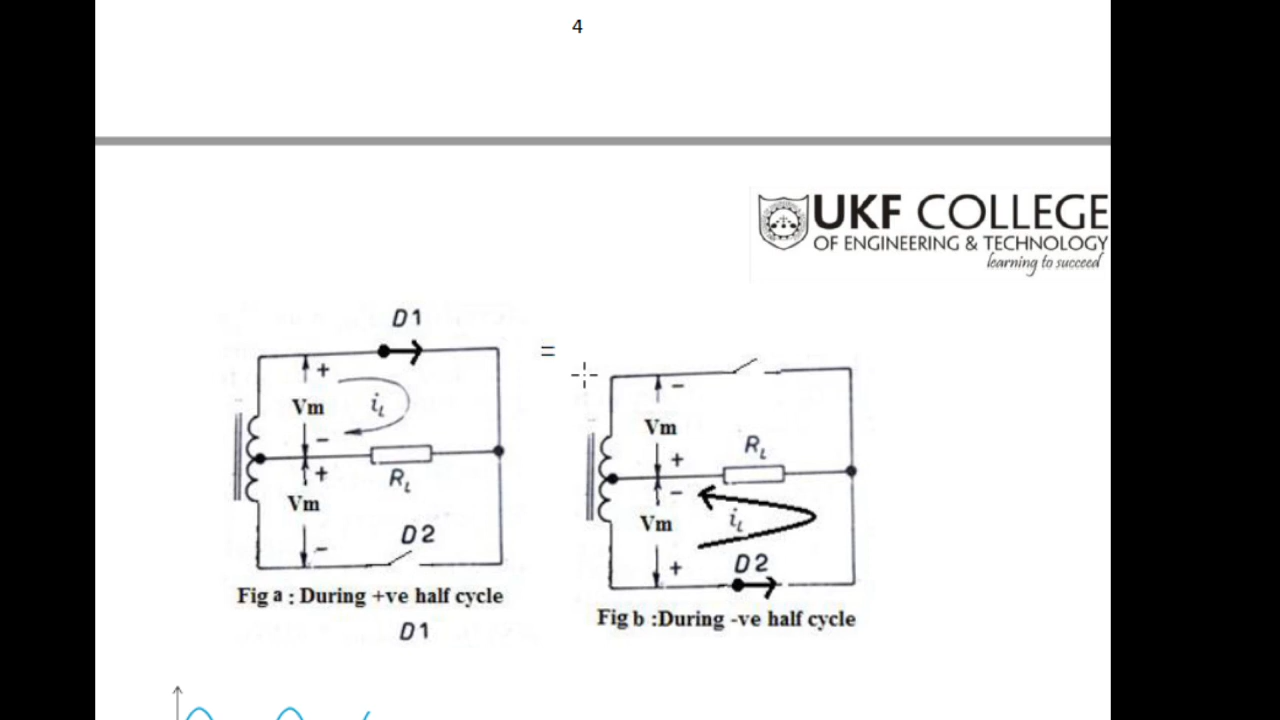 4
UKF COLLEGE
OF ENGINEERING & TECHNOLOGY
learning to succeed
D1
=
+
Vm
iL
−
+
RL
Vm
D2
−
Fig a : During +ve half cycle
D1
−
Vm
RL
+
−
Vm
iL
+
D2
Fig b :During -ve half cycle